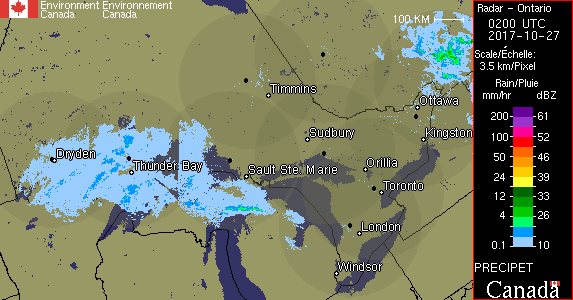 Environment Environnement
Canada Canada
100 KM
Timmins
Ottawa
Sudbury
Kingston
Dryden
Thunder Bay
Sault Ste. Marie
Orillia
Toronto
London
Windsor
Radar - Ontario
0200 UTC
2017-10-27
Scale/Échelle:
3.5 km/Pixel
Rain/Pluie
mm/hr dBZ
200 61
100 52
50 46
24 39
12 33
4 26
0.1 10
PRECIPET
Canada